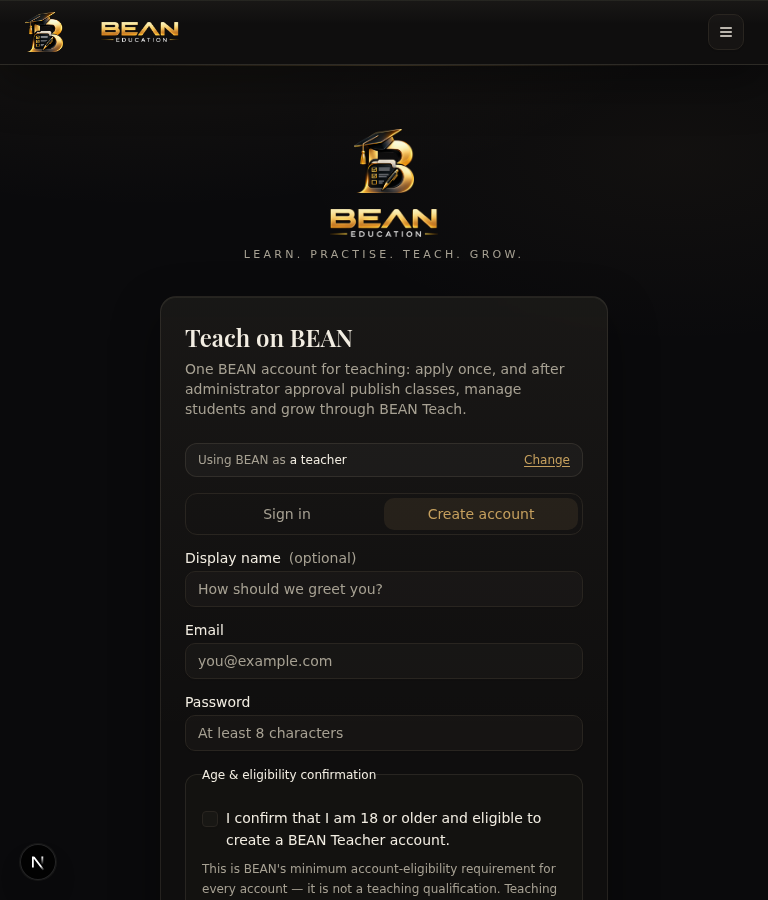 BEAN
EDUCATION
BEAN
EDUCATION
LEARN. PRACTISE. TEACH. GROW.
Teach on BEAN
One BEAN account for teaching: apply once, and after
administrator approval publish classes, manage
students and grow through BEAN Teach.
Using BEAN as a teacher Change
Sign in Create account
Display name (optional)
How should we greet you?
Email
you@example.com
Password
At least 8 characters
Age & eligibility confirmation
I confirm that I am 18 or older and eligible to
create a BEAN Teacher account.
This is BEAN's minimum account-eligibility requirement for
every account — it is not a teaching qualification. Teaching